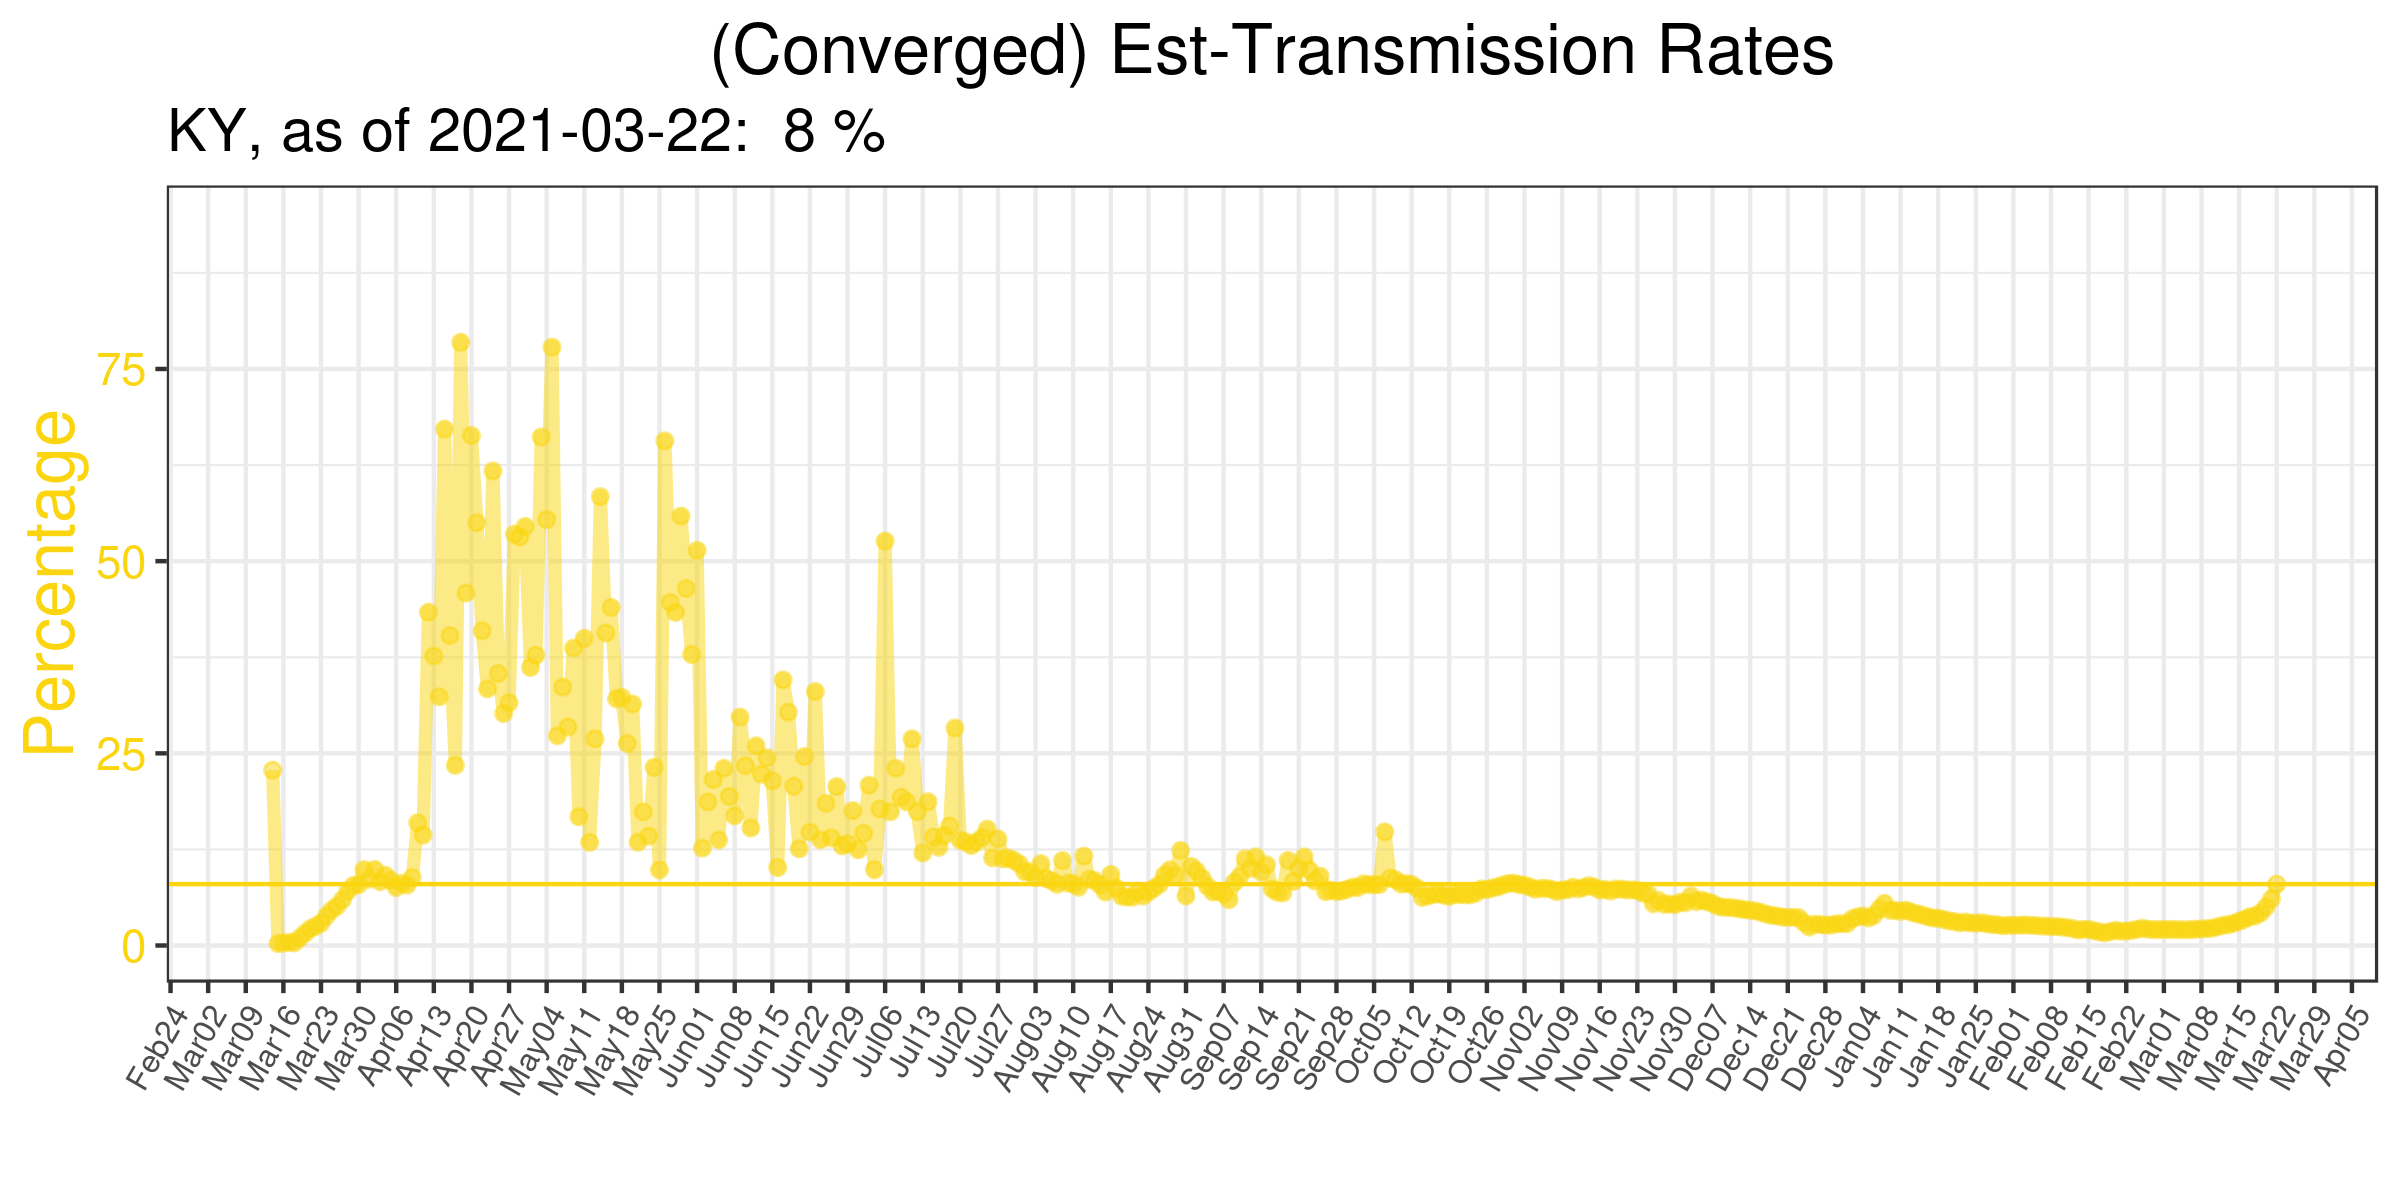 (Converged) Est-Transmission Rates
KY, as of 2021-03-22:  8 %
Percentage
75
50
25
0
Feb24
Mar02
Mar09
Mar16
Mar23
Mar30
Apr06
Apr13
Apr20
Apr27
May04
May11
May18
May25
Jun01
Jun08
Jun15
Jun22
Jun29
Jul06
Jul13
Jul20
Jul27
Aug03
Aug10
Aug17
Aug24
Aug31
Sep07
Sep14
Sep21
Sep28
Oct05
Oct12
Oct19
Oct26
Nov02
Nov09
Nov16
Nov23
Nov30
Dec07
Dec14
Dec21
Dec28
Jan04
Jan11
Jan18
Jan25
Feb01
Feb08
Feb15
Feb22
Mar01
Mar08
Mar15
Mar22
Mar29
Apr05